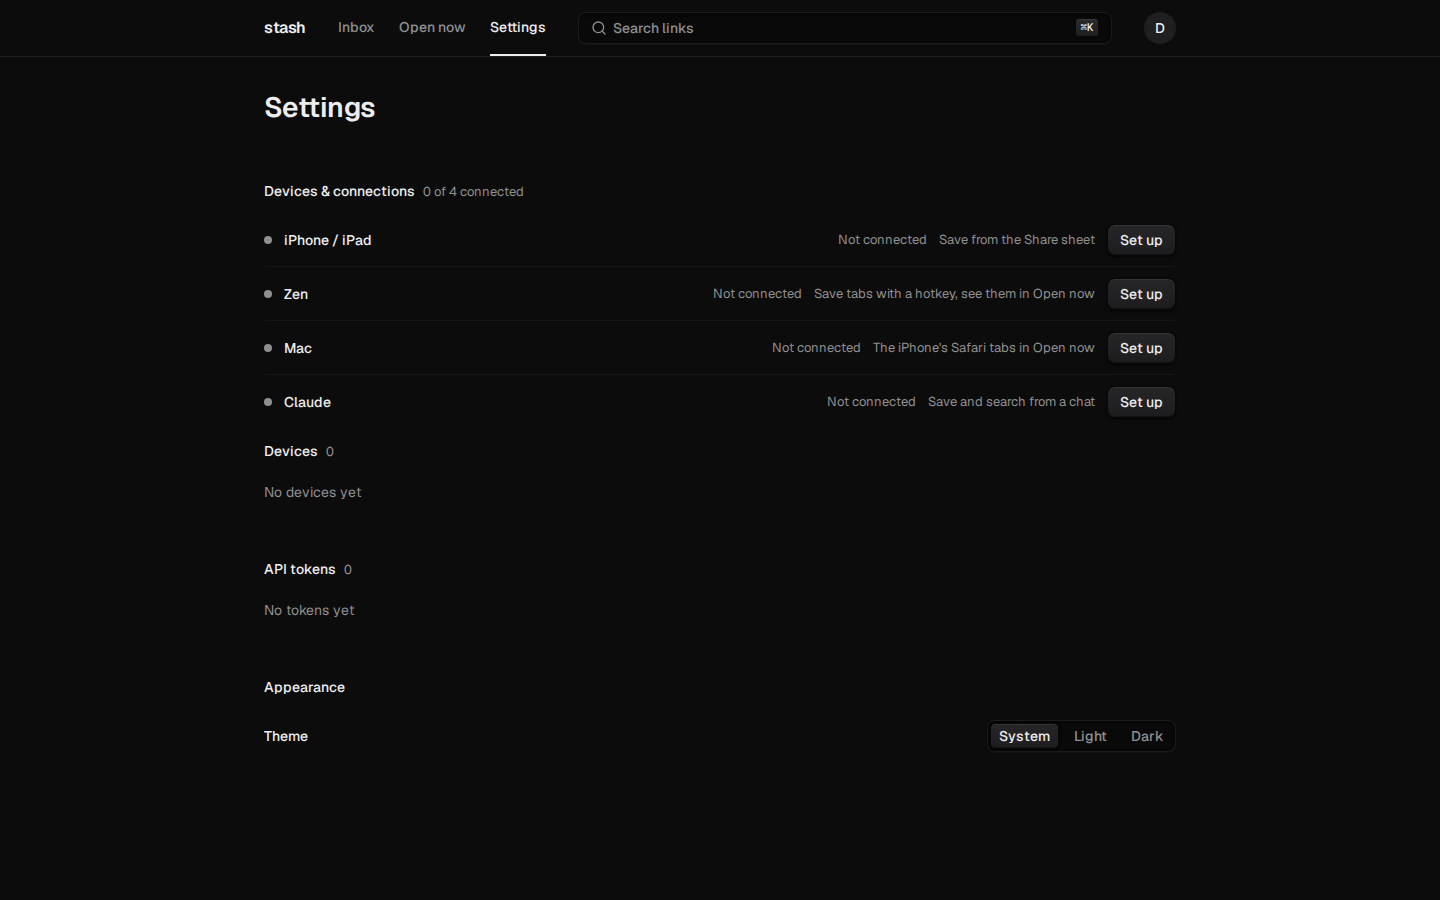 stash Inbox Open now Settings Search links ⌘K D
Settings
Devices & connections 0 of 4 connected
iPhone / iPad Not connected Save from the Share sheet Set up
Zen Not connected Save tabs with a hotkey, see them in Open now Set up
Mac Not connected The iPhone's Safari tabs in Open now Set up
Claude Not connected Save and search from a chat Set up
Devices 0
No devices yet
API tokens 0
No tokens yet
Appearance
Theme System Light Dark